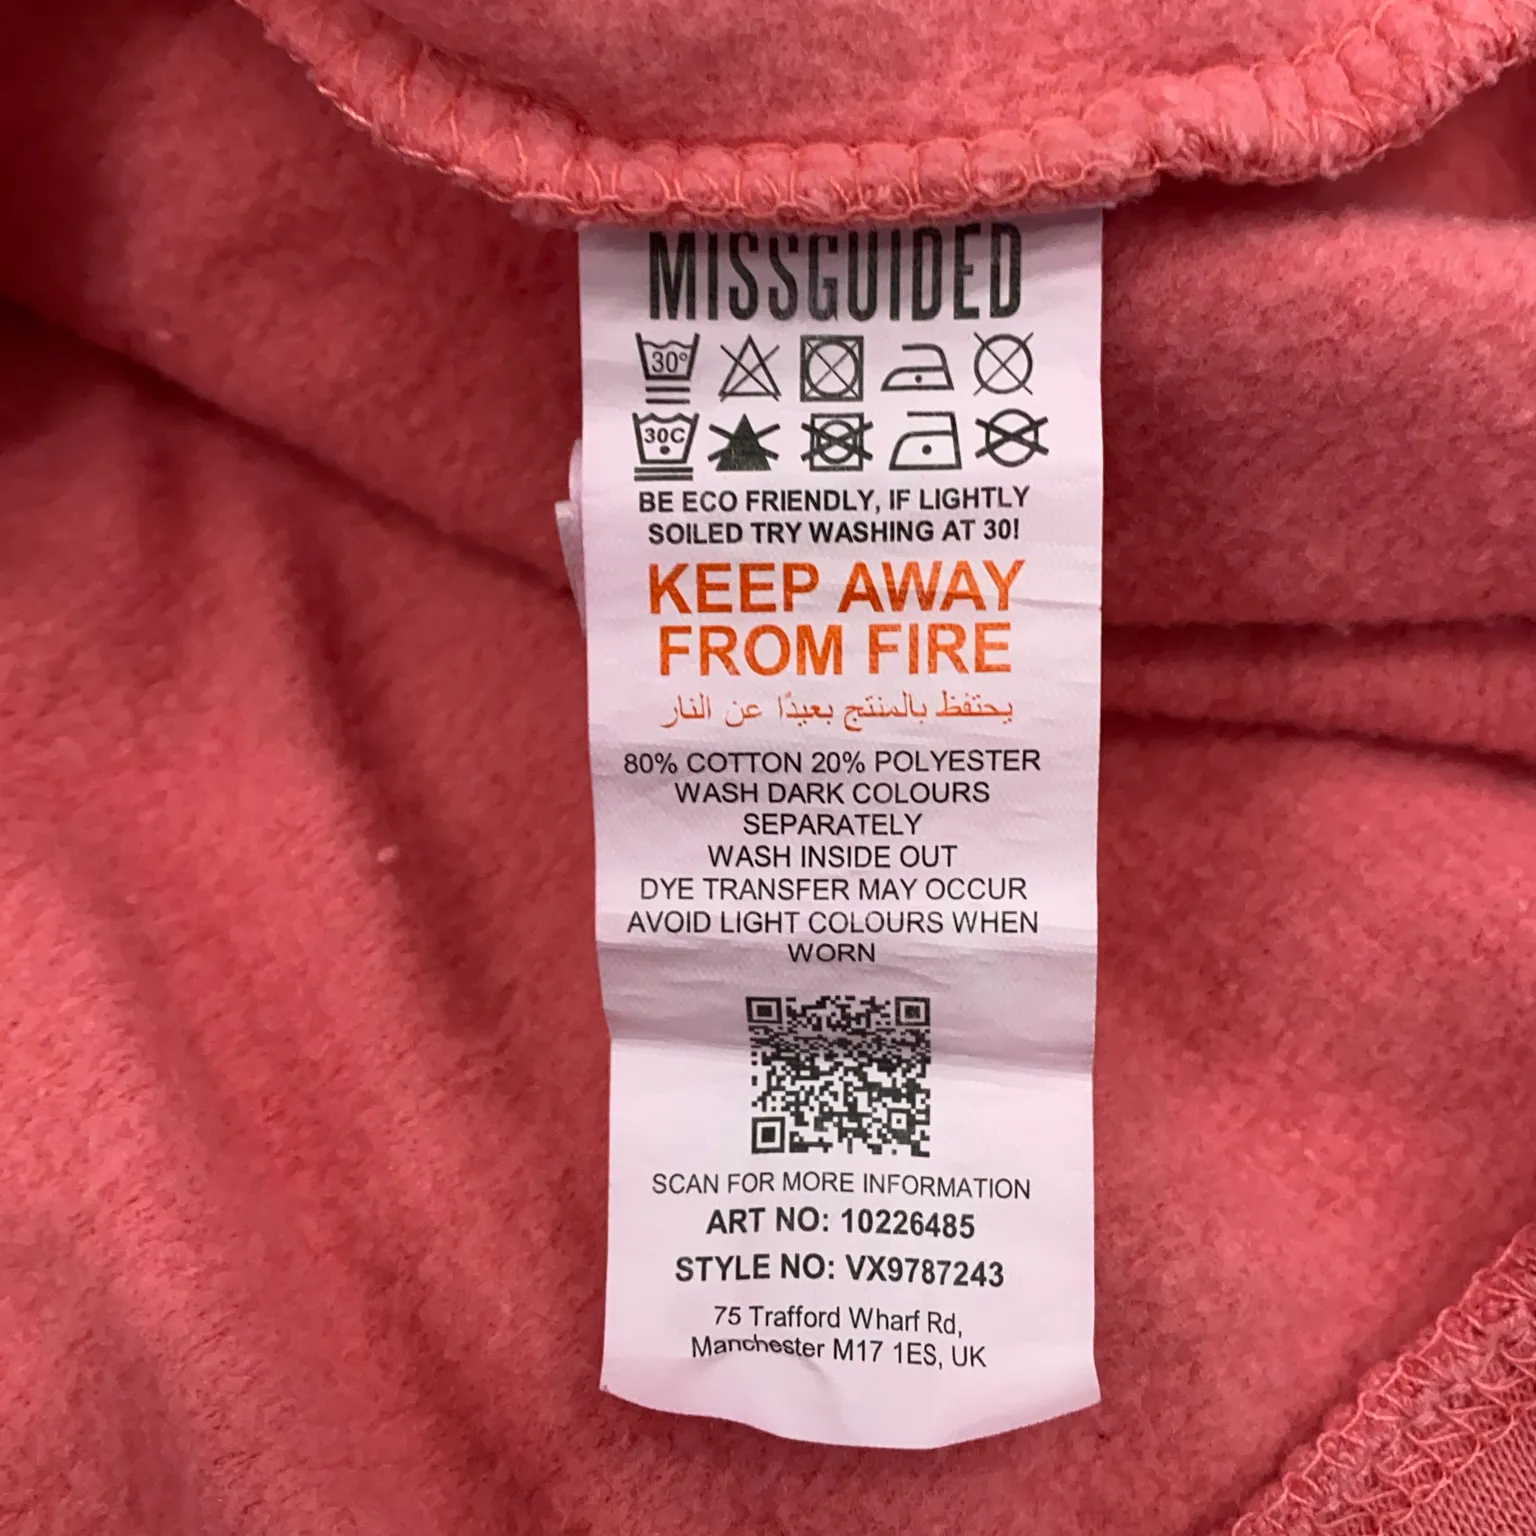 MISSGUIDED
30°
30C
BE ECO FRIENDLY, IF LIGHTLY
SOILED TRY WASHING AT 30!
KEEP AWAY
FROM FIRE
يحتفظ بالمنتج بعيدًا عن النار
80% COTTON 20% POLYESTER
WASH DARK COLOURS
SEPARATELY
WASH INSIDE OUT
DYE TRANSFER MAY OCCUR
AVOID LIGHT COLOURS WHEN
WORN
SCAN FOR MORE INFORMATION
ART NO: 10226485
STYLE NO: VX9787243
75 Trafford Wharf Rd,
Manchester M17 1ES, UK